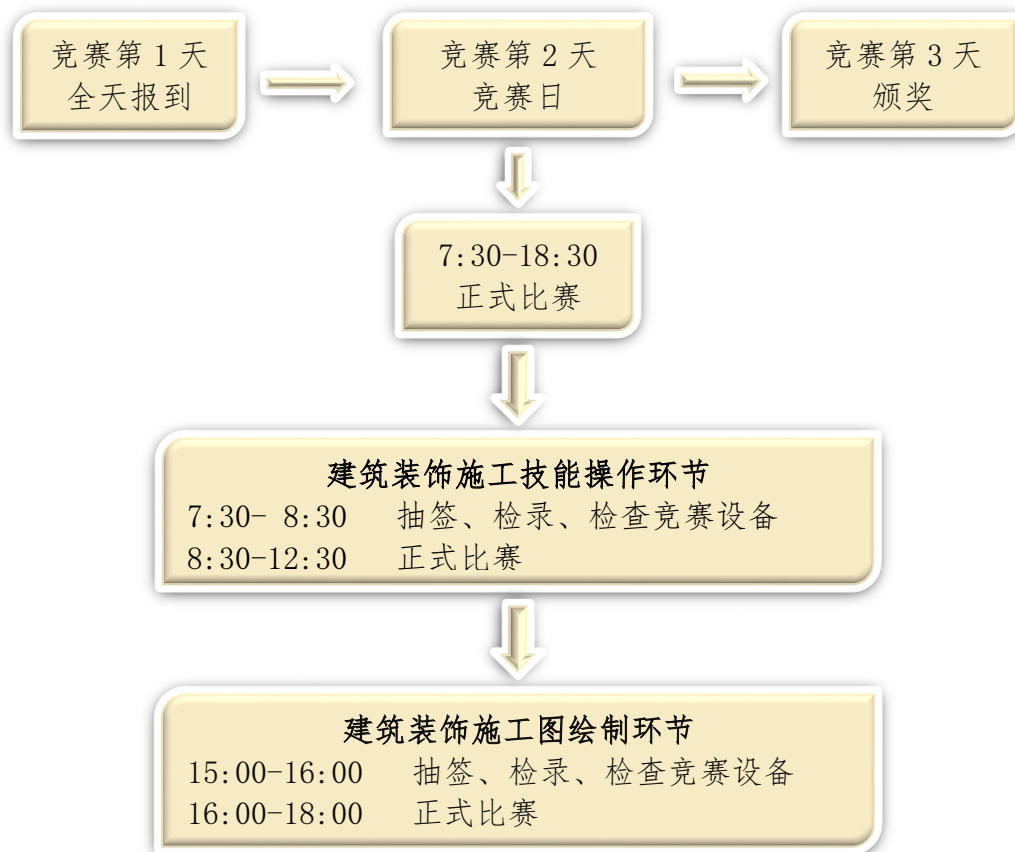 竞赛第 1 天
全天报到
竞赛第 2 天
竞赛日
竞赛第 3 天
颁奖
7:30-18:30
正式比赛
建筑装饰施工技能操作环节
7:30- 8:30 抽签、检录、检查竞赛设备
8:30-12:30 正式比赛
建筑装饰施工图绘制环节
15:00-16:00 抽签、检录、检查竞赛设备
16:00-18:00 正式比赛